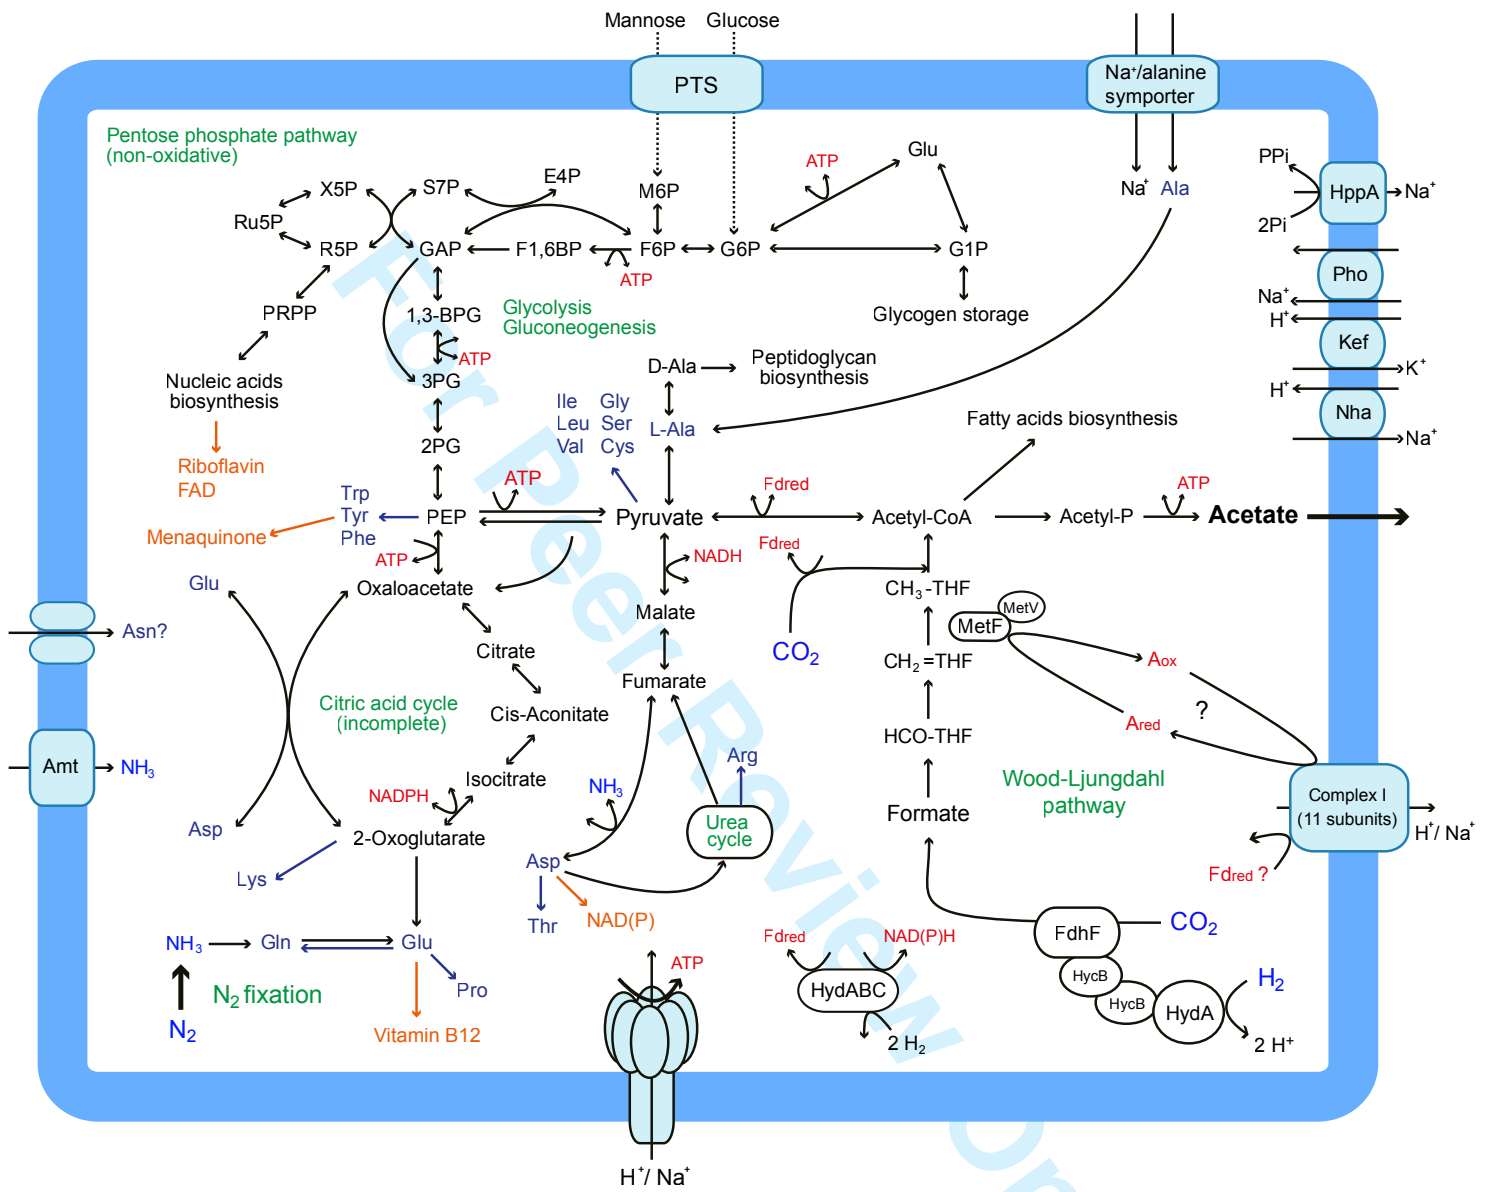 Mannose Glucose
PTS
Na⁺/alanine
symporter
Pentose phosphate pathway
(non-oxidative)
X5P
S7P
E4P
Ru5P
R5P
GAP
F1,6BP
F6P
M6P
G6P
ATP
ATP
Glu
G1P
Glycogen storage
Na⁺ Ala
PPi
HppA
Na⁺
2Pi
Pho
Na⁺
H⁺
Kef
K⁺
H⁺
Nha
Na⁺
PRPP
1,3-BPG
Glycolysis
Gluconeogenesis
ATP
3PG
Nucleic acids
biosynthesis
2PG
Riboflavin
FAD
D-Ala
Peptidoglycan
biosynthesis
Ile Gly
Leu Ser
Val Cys
L-Ala
Fatty acids biosynthesis
Trp
Tyr
Phe
Menaquinone
PEP
ATP
ATP
Pyruvate
Fdred
Acetyl-CoA
Acetyl-P
ATP
Acetate
Glu
Oxaloacetate
NADH
Fdred
CH₃-THF
Malate
CO₂
MetV
MetF
Asn?
Citrate
Fumarate
CH₂=THF
Aox
Citric acid cycle
(incomplete)
Cis-Aconitate
HCO-THF
Ared
?
Amt
NH₃
Isocitrate
NADPH
Arg
NH₃
Wood-Ljungdahl
pathway
Complex I
(11 subunits)
H⁺/ Na⁺
Asp
2-Oxoglutarate
Urea
cycle
Formate
Lys
Asp
Fdred ?
Thr
NAD(P)
NH₃
Gln
Glu
Pro
N₂ fixation
N₂
Vitamin B12
ATP
Fdred
NAD(P)H
HydABC
2 H₂
FdhF
CO₂
HycB
HycB
HydA
H₂
2 H⁺
H⁺/ Na⁺
For Peer Review On